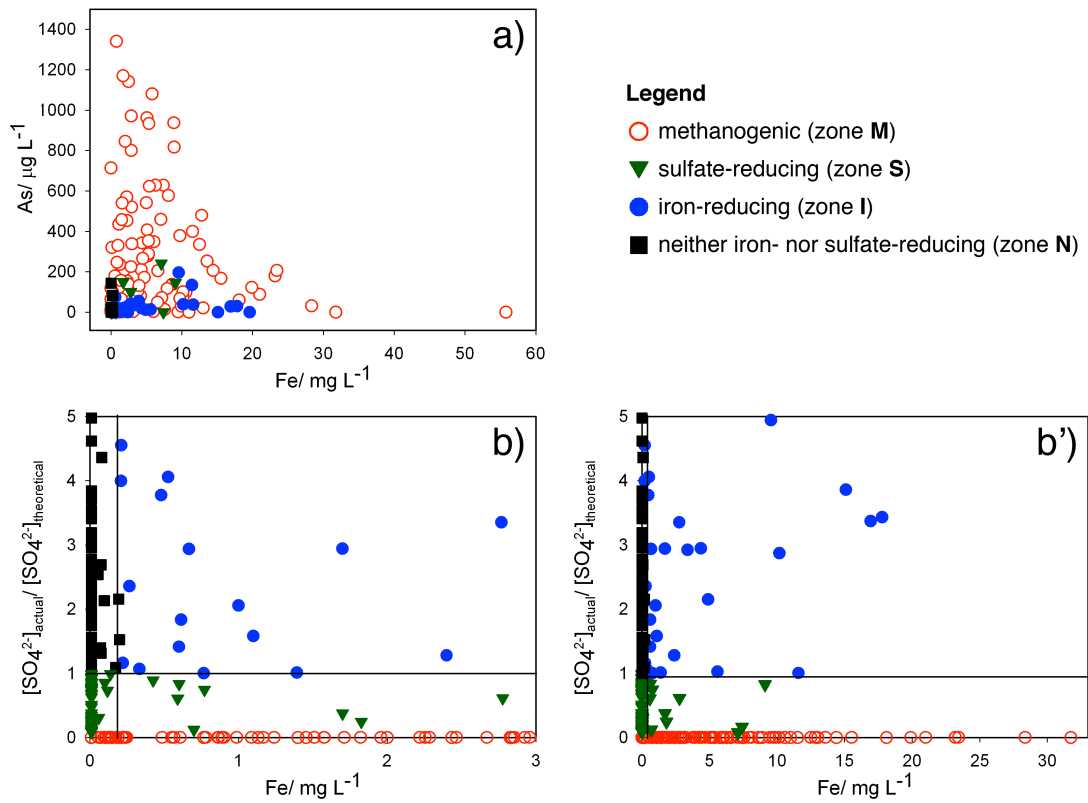 a)
1400
1200
1000
800
600
400
200
0
As/ µg L⁻¹
0 10 20 30 40 50 60
Fe/ mg L⁻¹
Legend
methanogenic (zone M)
sulfate-reducing (zone S)
iron-reducing (zone I)
neither iron- nor sulfate-reducing (zone N)
b)
5
4
3
2
1
0
[SO₄²⁻]actual/ [SO₄²⁻]theoretical
0 1 2 3
Fe/ mg L⁻¹
b’)
5
4
3
2
1
0
[SO₄²⁻]actual/ [SO₄²⁻]theoretical
0 5 10 15 20 25 30
Fe/ mg L⁻¹